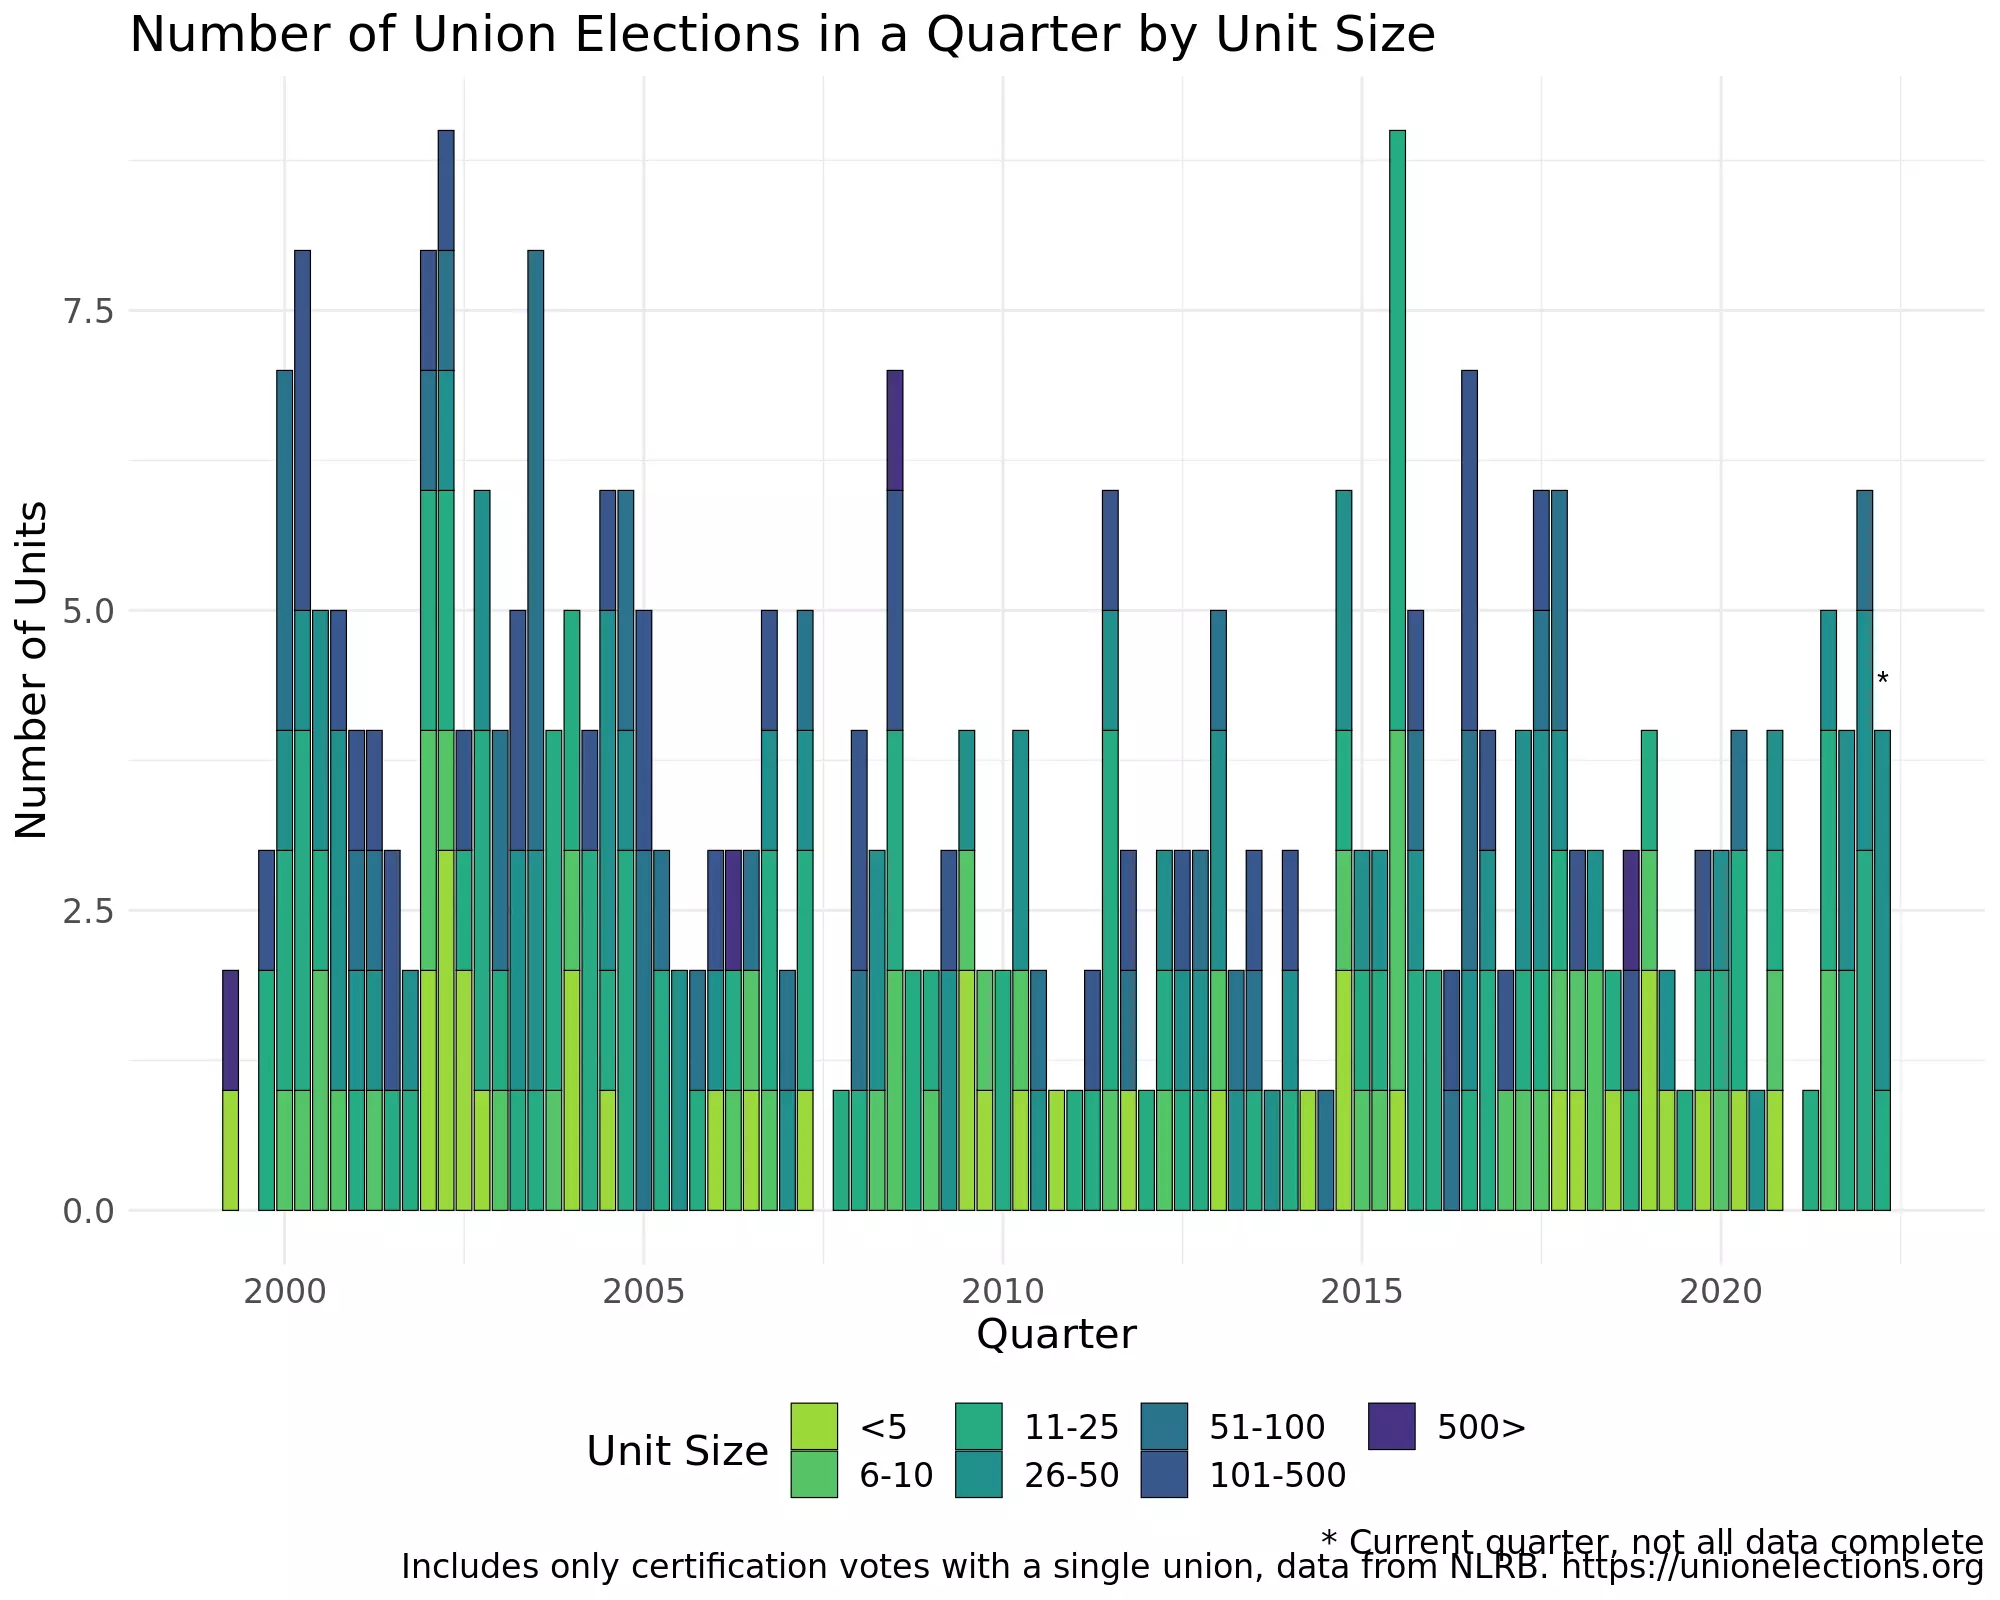 Number of Union Elections in a Quarter by Unit Size
Number of Units
7.5
5.0
2.5
0.0
*
2000 2005 2010 2015 2020
Quarter
Unit Size
<5 11-25 51-100 500>
6-10 26-50 101-500
* Current quarter, not all data complete
Includes only certification votes with a single union, data from NLRB. https://unionelections.org